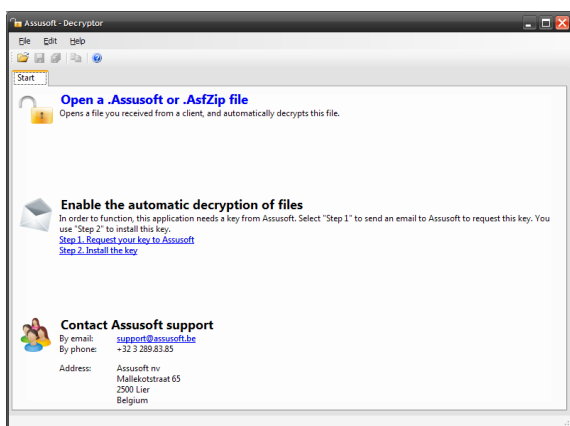 Assusoft - Decryptor
File Edit Help
Start
Open a .Assusoft or .AsfZip file
Opens a file you received from a client, and automatically decrypts this file.
Enable the automatic decryption of files
In order to function, this application needs a key from Assusoft. Select "Step 1" to send an email to Assusoft to request this key. You
use "Step 2" to install this key.
Step 1. Request your key to Assusoft
Step 2. Install the key
Contact Assusoft support
By email: support@assusoft.be
By phone: +32 3 289.83.85
Address: Assusoft nv
Mallekotstraat 65
2500 Lier
Belgium